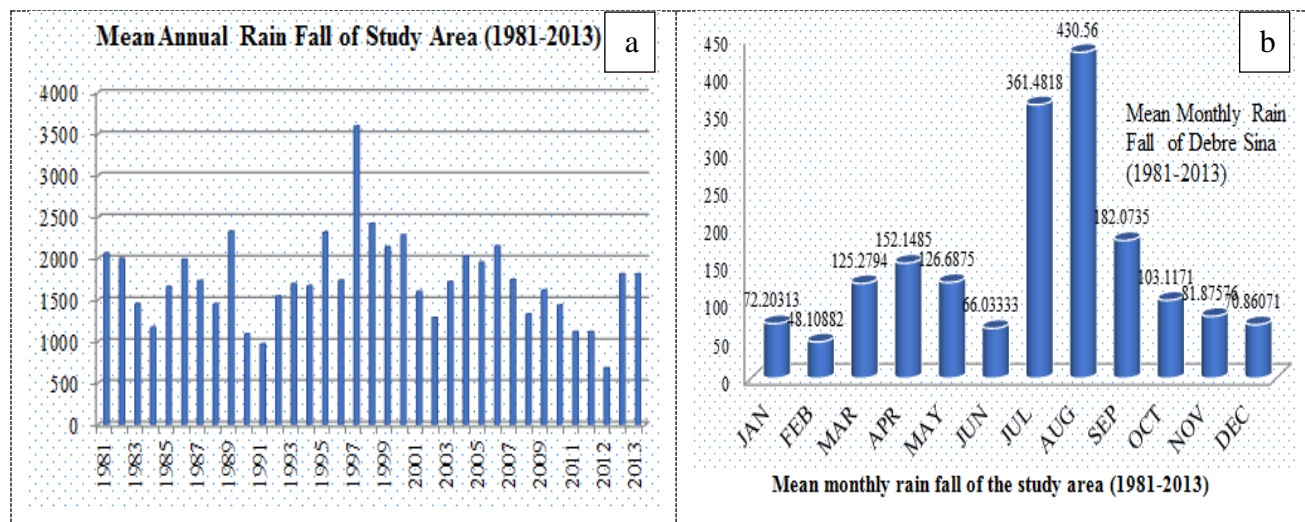 Mean Annual Rain Fall of Study Area (1981-2013)
a
4000
3500
3000
2500
2000
1500
1000
500
0
1981
1983
1985
1987
1989
1991
1993
1995
1997
1999
2001
2003
2005
2007
2009
2011
2012
2013
b
450
400
350
300
250
200
150
100
50
0
72.20313
48.10882
125.2794
152.1485
126.6875
66.03333
361.4818
430.56
182.0735
103.1171
81.87576
70.86071
Mean Monthly Rain
Fall of Debre Sina
(1981-2013)
JAN
FEB
MAR
APR
MAY
JUN
JUL
AUG
SEP
OCT
NOV
DEC
Mean monthly rain fall of the study area (1981-2013)